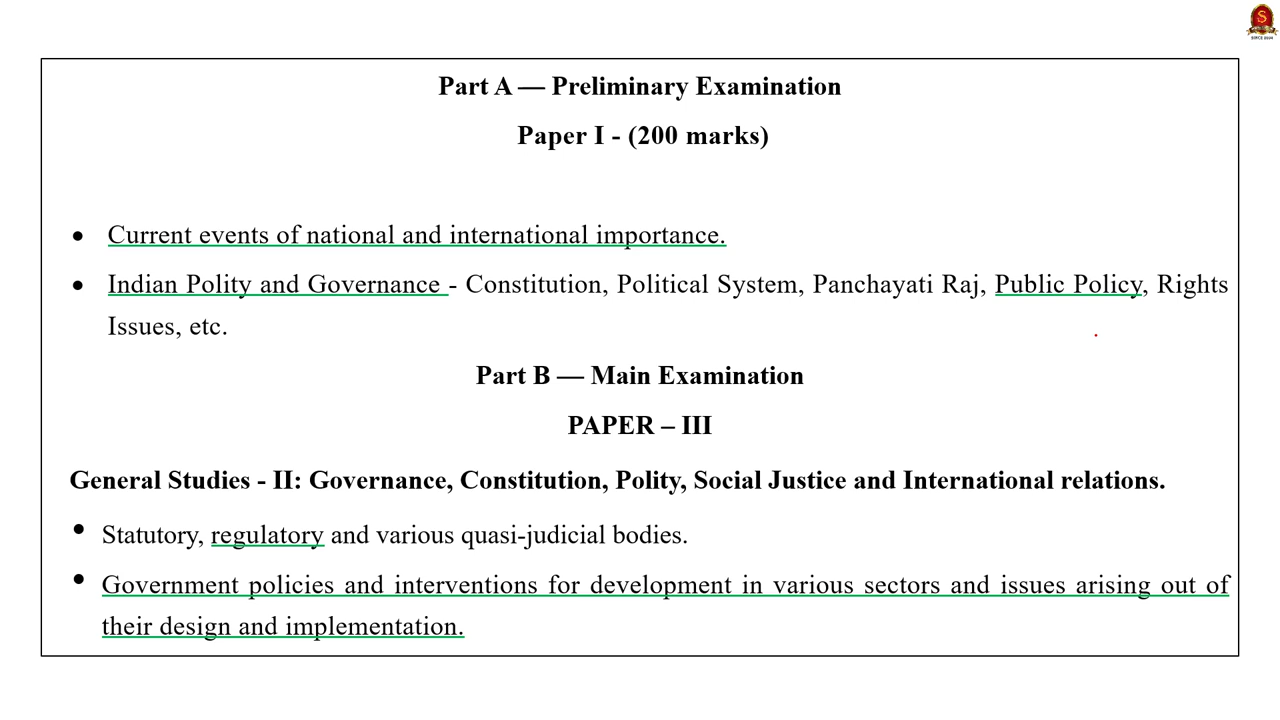 S
SINCE 2004
Part A — Preliminary Examination
Paper I - (200 marks)
• Current events of national and international importance.
• Indian Polity and Governance - Constitution, Political System, Panchayati Raj, Public Policy, Rights
Issues, etc.
Part B — Main Examination
PAPER – III
General Studies - II: Governance, Constitution, Polity, Social Justice and International relations.
• Statutory, regulatory and various quasi-judicial bodies.
• Government policies and interventions for development in various sectors and issues arising out of
their design and implementation.